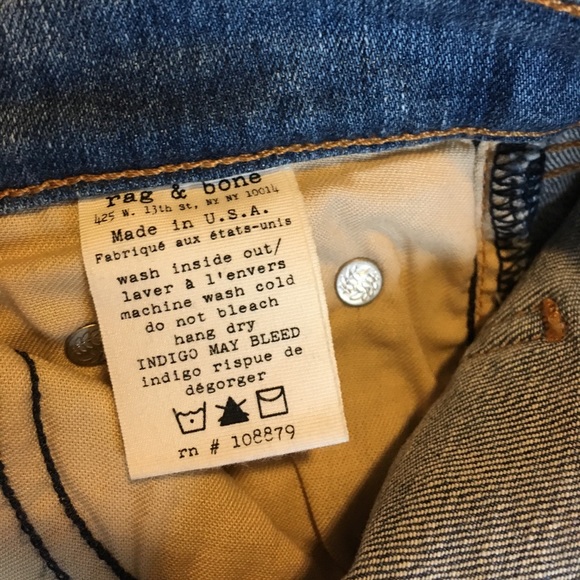 rag & bone
425 W. 13th St, NY NY 10014
Made in U.S.A.
Fabriqué aux états-unis
wash inside out/
laver à l'envers
machine wash cold
do not bleach
hang dry
INDIGO MAY BLEED
indigo rispue de
dégorger
rn # 108879